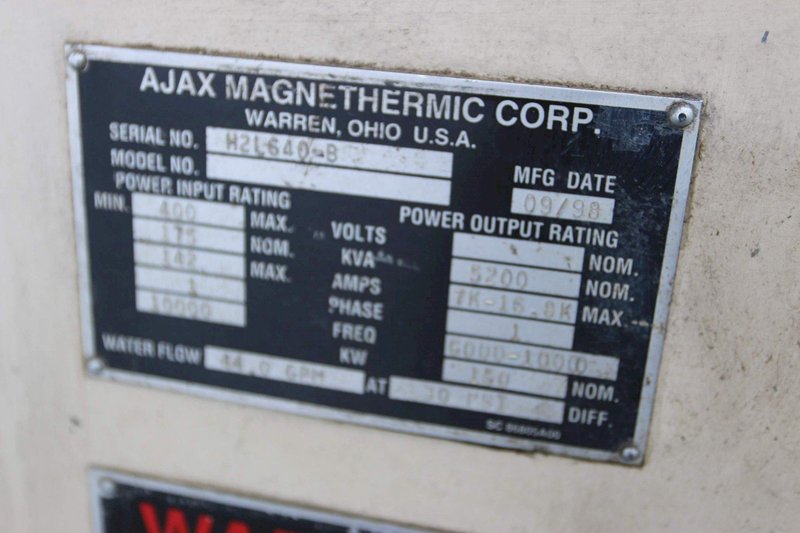 AJAX MAGNETHERMIC CORP.
WARREN, OHIO U.S.A.
SERIAL NO. H2L640-B
MODEL NO.
MFG DATE
09/98
POWER INPUT RATING
POWER OUTPUT RATING
MIN. 400 MAX. VOLTS NOM.
175 NOM. KVA 5200 NOM.
142 MAX. AMPS 7K-16.8K MAX
1 PHASE 1
10000 FREQ
KW 150 NOM.
WATER FLOW 44.0 GPM AT PSI DIFF.
WA